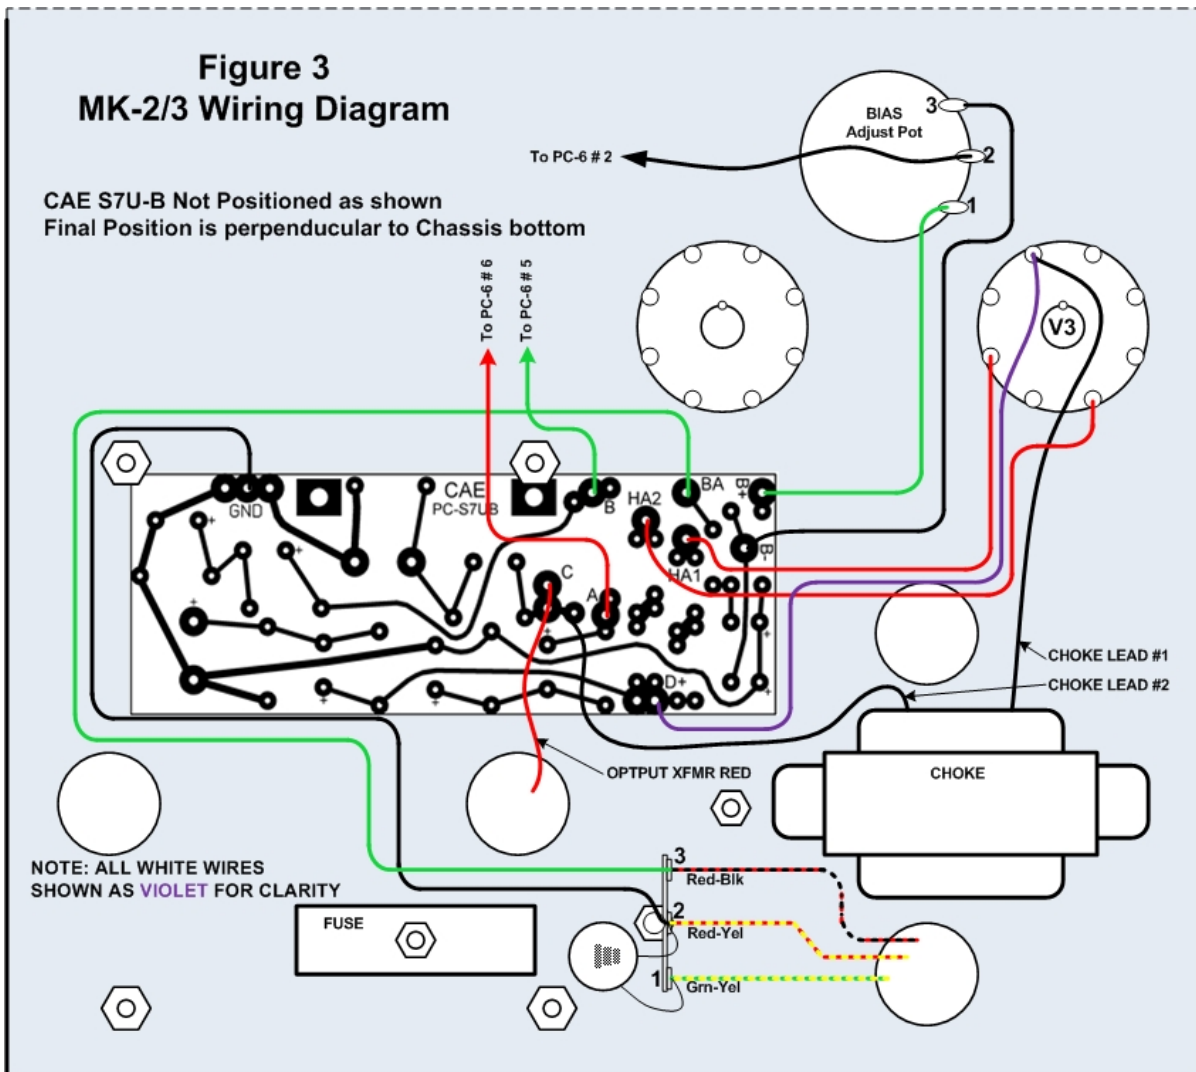 Figure 3
MK-2/3 Wiring Diagram
CAE S7U-B Not Positioned as shown
Final Position is perpenducular to Chassis bottom
To PC-6 # 6
To PC-6 # 5
To PC-6 # 2
BIAS
Adjust Pot
3
2
1
V3
GND
CAE
PC-S7UB
B
HA2
BA
B+
B-
HA1
C
A
D+
+
+
+
+
+
+
+
+
CHOKE LEAD #1
CHOKE LEAD #2
OPTPUT XFMR RED
CHOKE
NOTE: ALL WHITE WIRES
SHOWN AS VIOLET FOR CLARITY
FUSE
3
Red-Blk
2
Red-Yel
1
Grn-Yel